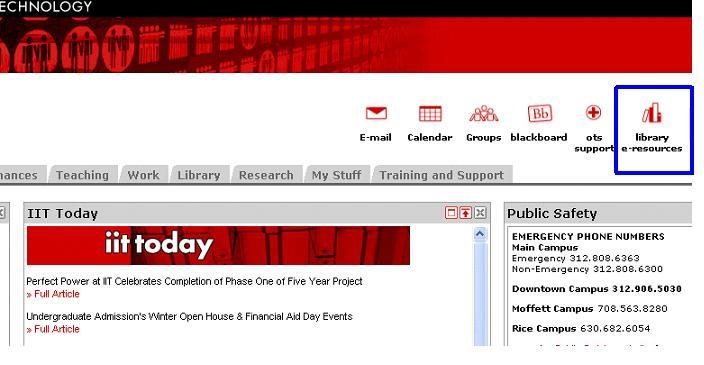 ECHNOLOGY
E-mail Calendar Groups blackboard ots support library e-resources
Bb
ances Teaching Work Library Research My Stuff Training and Support
IIT Today
iittoday
Perfect Power at IIT Celebrates Completion of Phase One of Five Year Project
» Full Article
Undergraduate Admission's Winter Open House & Financial Aid Day Events
» Full Article
Public Safety
EMERGENCY PHONE NUMBERS
Main Campus
Emergency 312.808.6363
Non-Emergency 312.808.6300
Downtown Campus 312.906.5030
Moffett Campus 708.563.8280
Rice Campus 630.682.6054